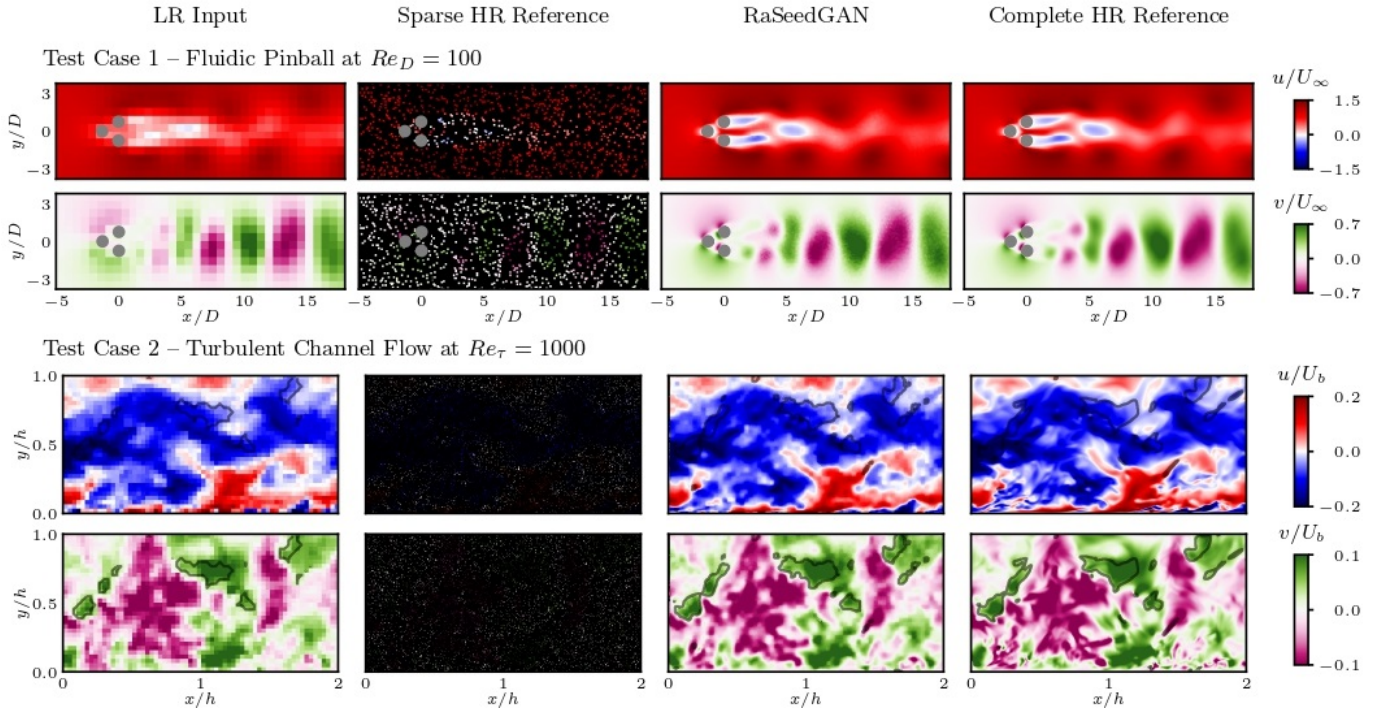 LR Input Sparse HR Reference RaSeedGAN Complete HR Reference
Test Case 1 – Fluidic Pinball at Re_D = 100
u/U∞
y/D 3 0 −3
1.5 0.0 −1.5
v/U∞
y/D 3 0 −3
0.7 0.0 −0.7
−5 0 5 10 15 −5 0 5 10 15 −5 0 5 10 15 −5 0 5 10 15
x/D x/D x/D x/D
Test Case 2 – Turbulent Channel Flow at Re_τ = 1000
u/U_b
y/h 1.0 0.5 0.0
0.2 0.0 −0.2
v/U_b
y/h 1.0 0.5 0.0
0.1 0.0 −0.1
0 1 2 0 1 2 0 1 2 0 1 2
x/h x/h x/h x/h